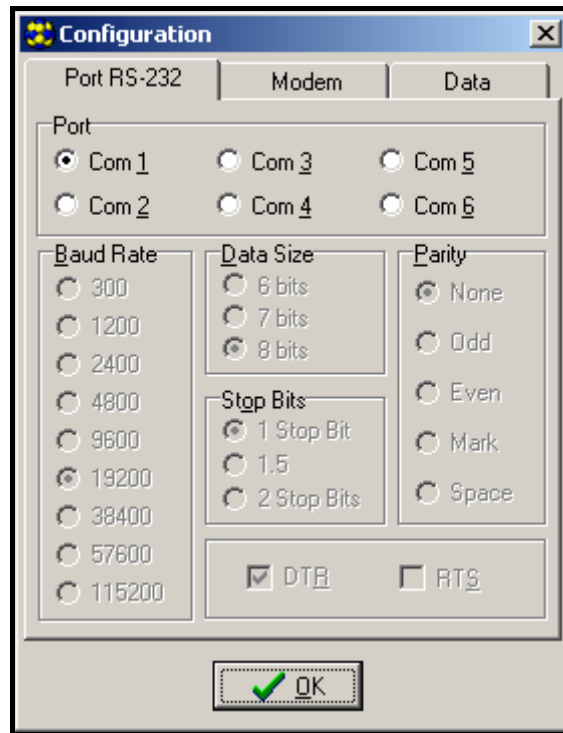 Configuration
Port RS-232 Modem Data
Port
Com 1 Com 3 Com 5
Com 2 Com 4 Com 6
Baud Rate
300
1200
2400
4800
9600
19200
38400
57600
115200
Data Size
6 bits
7 bits
8 bits
Stop Bits
1 Stop Bit
1.5
2 Stop Bits
Parity
None
Odd
Even
Mark
Space
DTR RTS
OK